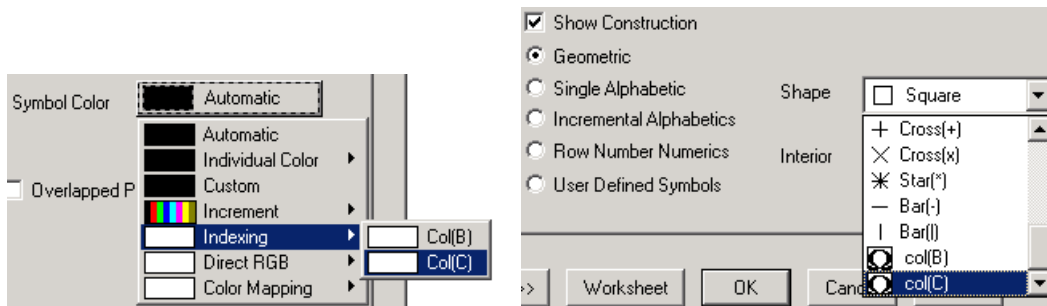 Symbol Color
Automatic
Automatic
Individual Color
Custom
Overlapped P
Increment
Indexing
Col(B)
Direct RGB
Col(C)
Color Mapping
Show Construction
Geometric
Single Alphabetic
Shape
Square
Incremental Alphabetics
Cross(+)
Row Number Numerics
Interior
Cross(x)
User Defined Symbols
Star(*)
Bar(-)
Bar(|)
col(B)
col(C)
>>
Worksheet
OK
Canc